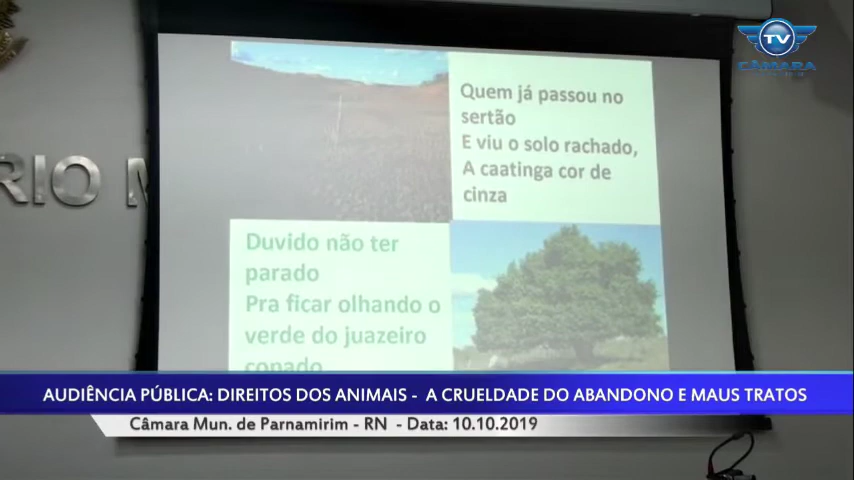 TV
CÂMARA
RIO M
Quem já passou no
sertão
E viu o solo rachado,
A caatinga cor de
cinza
Duvido não ter
parado
Pra ficar olhando o
verde do juazeiro
copado
AUDIÊNCIA PÚBLICA: DIREITOS DOS ANIMAIS - A CRUELDADE DO ABANDONO E MAUS TRATOS
Câmara Mun. de Parnamirim - RN - Data: 10.10.2019